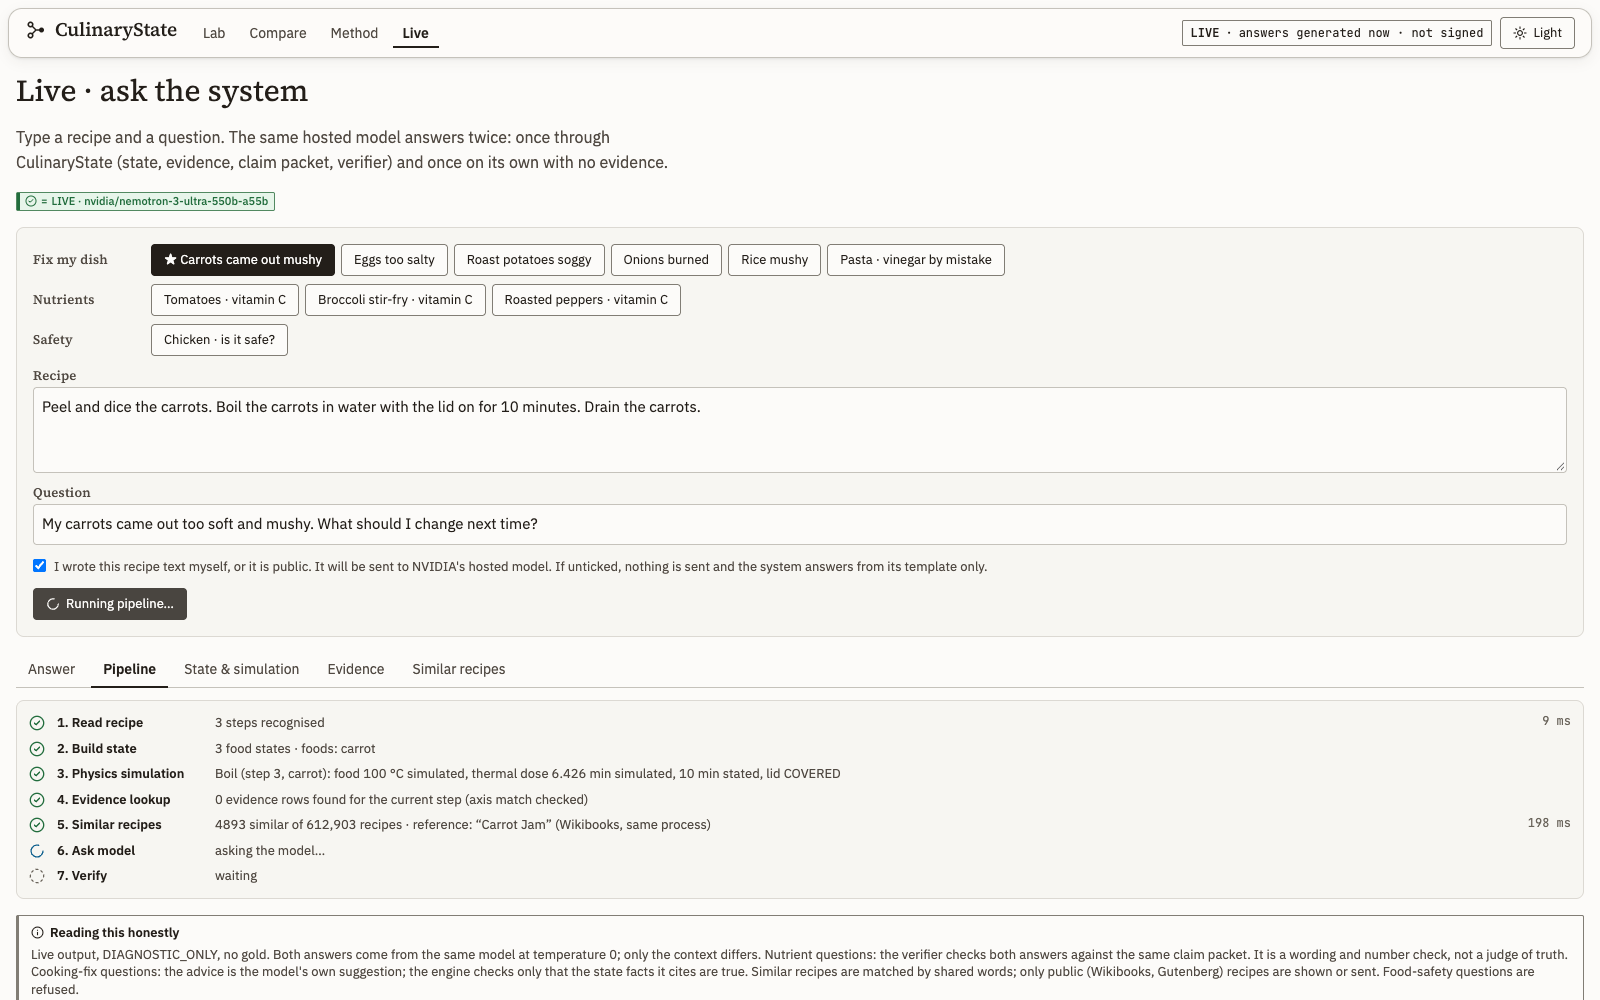 CulinaryState Lab Compare Method Live LIVE · answers generated now · not signed Light
Live · ask the system
Type a recipe and a question. The same hosted model answers twice: once through
CulinaryState (state, evidence, claim packet, verifier) and once on its own with no evidence.
= LIVE · nvidia/nemotron-3-ultra-550b-a55b
Fix my dish ★ Carrots came out mushy Eggs too salty Roast potatoes soggy Onions burned Rice mushy Pasta · vinegar by mistake
Nutrients Tomatoes · vitamin C Broccoli stir-fry · vitamin C Roasted peppers · vitamin C
Safety Chicken · is it safe?
Recipe
Peel and dice the carrots. Boil the carrots in water with the lid on for 10 minutes. Drain the carrots.
Question
My carrots came out too soft and mushy. What should I change next time?
I wrote this recipe text myself, or it is public. It will be sent to NVIDIA's hosted model. If unticked, nothing is sent and the system answers from its template only.
Running pipeline...
Answer Pipeline State & simulation Evidence Similar recipes
1. Read recipe 3 steps recognised 9 ms
2. Build state 3 food states · foods: carrot
3. Physics simulation Boil (step 3, carrot): food 100 °C simulated, thermal dose 6.426 min simulated, 10 min stated, lid COVERED
4. Evidence lookup 0 evidence rows found for the current step (axis match checked)
5. Similar recipes 4893 similar of 612,903 recipes · reference: “Carrot Jam” (Wikibooks, same process) 198 ms
6. Ask model asking the model...
7. Verify waiting
Reading this honestly
Live output, DIAGNOSTIC_ONLY, no gold. Both answers come from the same model at temperature 0; only the context differs. Nutrient questions: the verifier checks both answers against the same claim packet. It is a wording and number check, not a judge of truth.
Cooking-fix questions: the advice is the model's own suggestion; the engine checks only that the state facts it cites are true. Similar recipes are matched by shared words; only public (Wikibooks, Gutenberg) recipes are shown or sent. Food-safety questions are
refused.